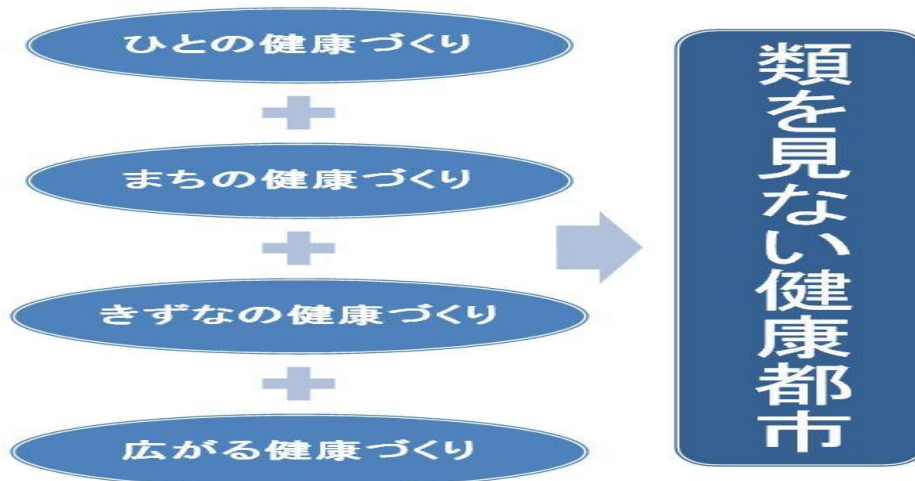 ひとの健康づくり
まちの健康づくり
きずなの健康づくり
広がる健康づくり
類を見ない健康都市